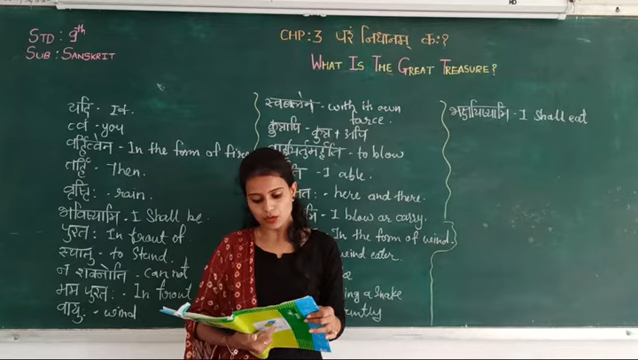 STD: 9th
SUB: SANSKRIT
CHP: 3 परं निधानम् कः?
WHAT IS THE GREAT TREASURE?
यदि - If.
त्वं - you
वह्नित्वेन - In the form of fire
तर्हि - Then.
वृष्टि: - rain.
भविष्यामि - I Shall be
पुरत: - In front of
स्थातुं - to Stand.
न शक्नोति - can not
मम पुरत: - In front
वायु: - wind
स्वबलेन - with its own
farce.
कुत्रापि - कुत्र + अपि
- to blow
- I able.
- here and there.
- I blow or carry.
In the form of wind.
wind eater
भक्षयिष्यामि - I shall eat